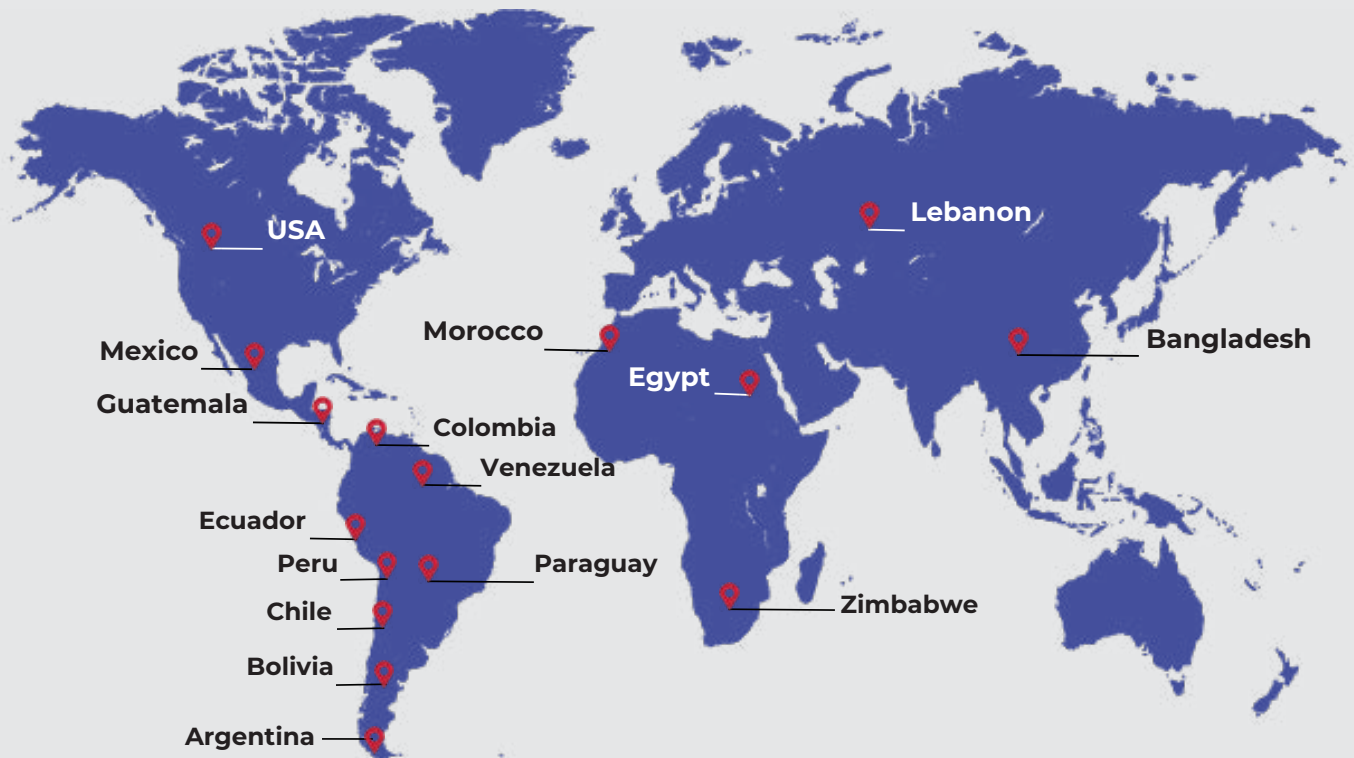 USA
Lebanon
Morocco
Bangladesh
Mexico
Egypt
Guatemala
Colombia
Venezuela
Ecuador
Peru
Paraguay
Chile
Zimbabwe
Bolivia
Argentina